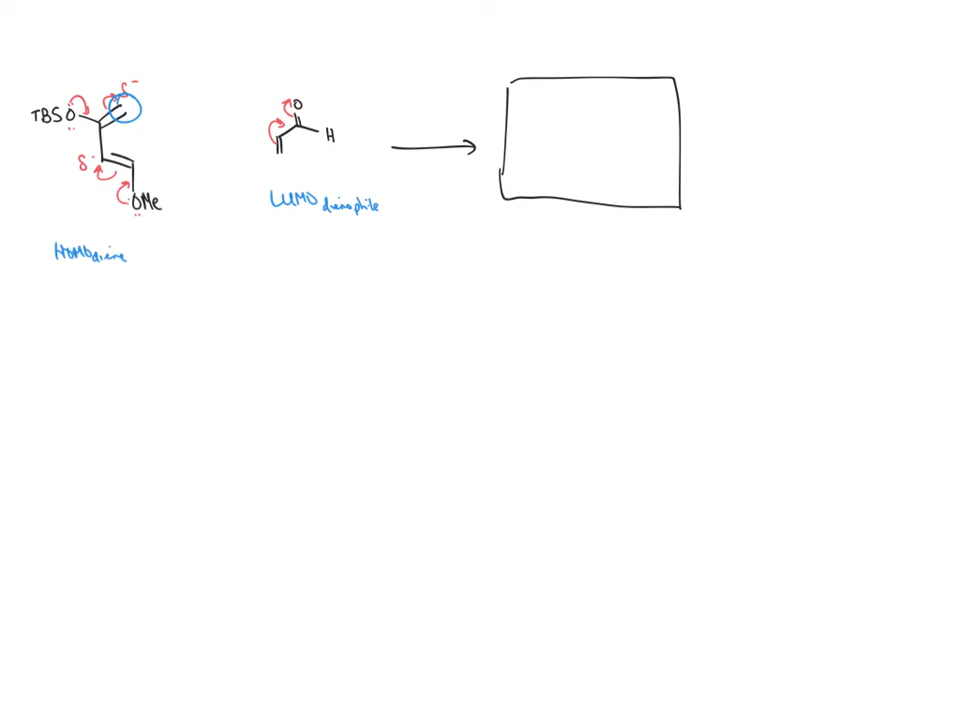 δ⁻
TBSO
O
H
δ⁻
OMe
LUMO dienophile
HOMO diene